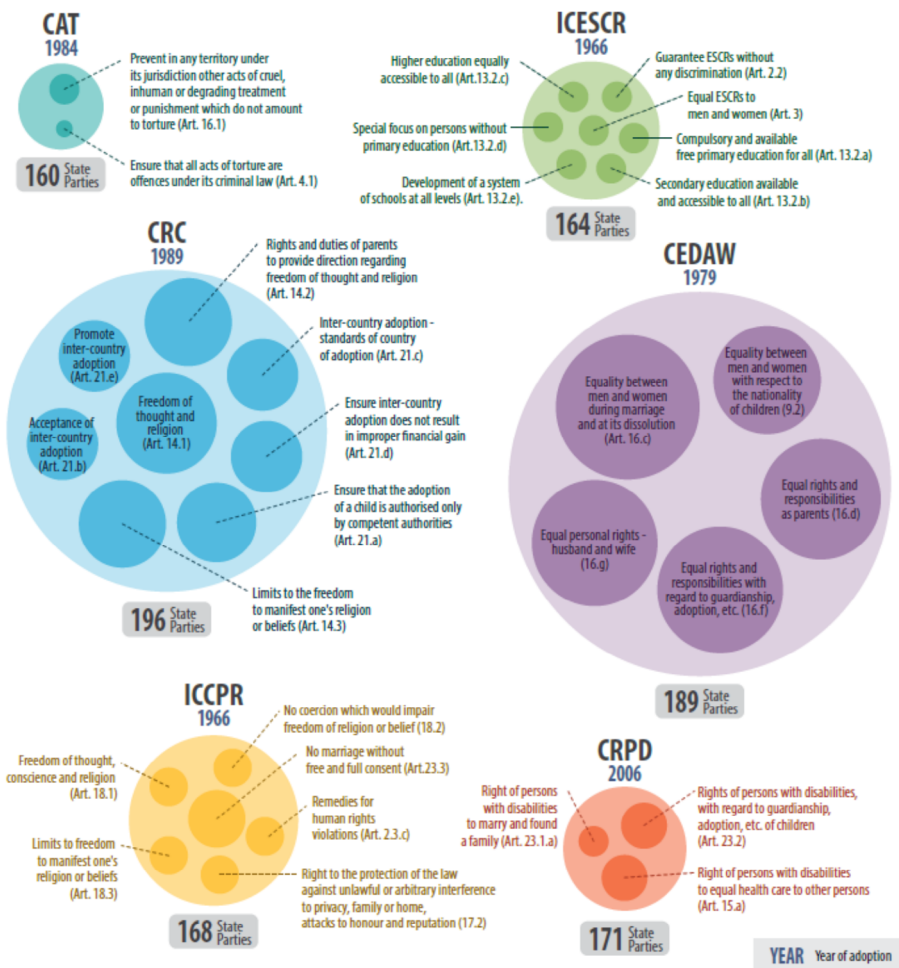 CAT
1984
Prevent in any territory under
its jurisdiction other acts of cruel,
inhuman or degrading treatment
or punishment which do not amount
to torture (Art. 16.1)
Ensure that all acts of torture are
offences under its criminal law (Art. 4.1)
160 State Parties
ICESCR
1966
Higher education equally
accessible to all (Art.13.2.c)
Special focus on persons without
primary education (Art.13.2.d)
Development of a system
of schools at all levels (Art. 13.2.e).
Guarantee ESCRs without
any discrimination (Art. 2.2)
Equal ESCRs to
men and women (Art. 3)
Compulsory and available
free primary education for all (Art. 13.2.a)
Secondary education available
and accessible to all (Art. 13.2.b)
164 State Parties
CRC
1989
Rights and duties of parents
to provide direction regarding
freedom of thought and religion
(Art. 14.2)
Inter-country adoption -
standards of country
of adoption (Art. 21.c)
Promote
inter-country
adoption
(Art. 21.e)
Freedom of
thought and
religion
(Art. 14.1)
Acceptance of
inter-country
adoption
(Art. 21.b)
Ensure inter-country
adoption does not result
in improper financial gain
(Art. 21.d)
Ensure that the adoption
of a child is authorised only
by competent authorities
(Art. 21.a)
Limits to the freedom
to manifest one's religion
or beliefs (Art. 14.3)
196 State Parties
CEDAW
1979
Equality between
men and women
during marriage
and at its dissolution
(Art. 16.c)
Equality between
men and women
with respect to
the nationality
of children (9.2)
Equal rights and
responsibilities
as parents (16.d)
Equal personal rights -
husband and wife
(16.g)
Equal rights and
responsibilities with
regard to guardianship,
adoption, etc. (16.f)
189 State Parties
ICCPR
1966
No coercion which would impair
freedom of religion or belief (18.2)
No marriage without
free and full consent (Art.23.3)
Freedom of thought,
conscience and religion
(Art. 18.1)
Remedies for
human rights
violations (Art. 2.3.c)
Limits to freedom
to manifest one's
religion or beliefs
(Art. 18.3)
Right to the protection of the law
against unlawful or arbitrary interference
to privacy, family or home,
attacks to honour and reputation (17.2)
168 State Parties
CRPD
2006
Right of persons
with disabilities
to marry and found
a family (Art. 23.1.a)
Rights of persons with disabilities,
with regard to guardianship,
adoption, etc. of children
(Art. 23.2)
Right of persons with disabilities
to equal health care to other persons
(Art. 15.a)
171 State Parties
YEAR Year of adoption